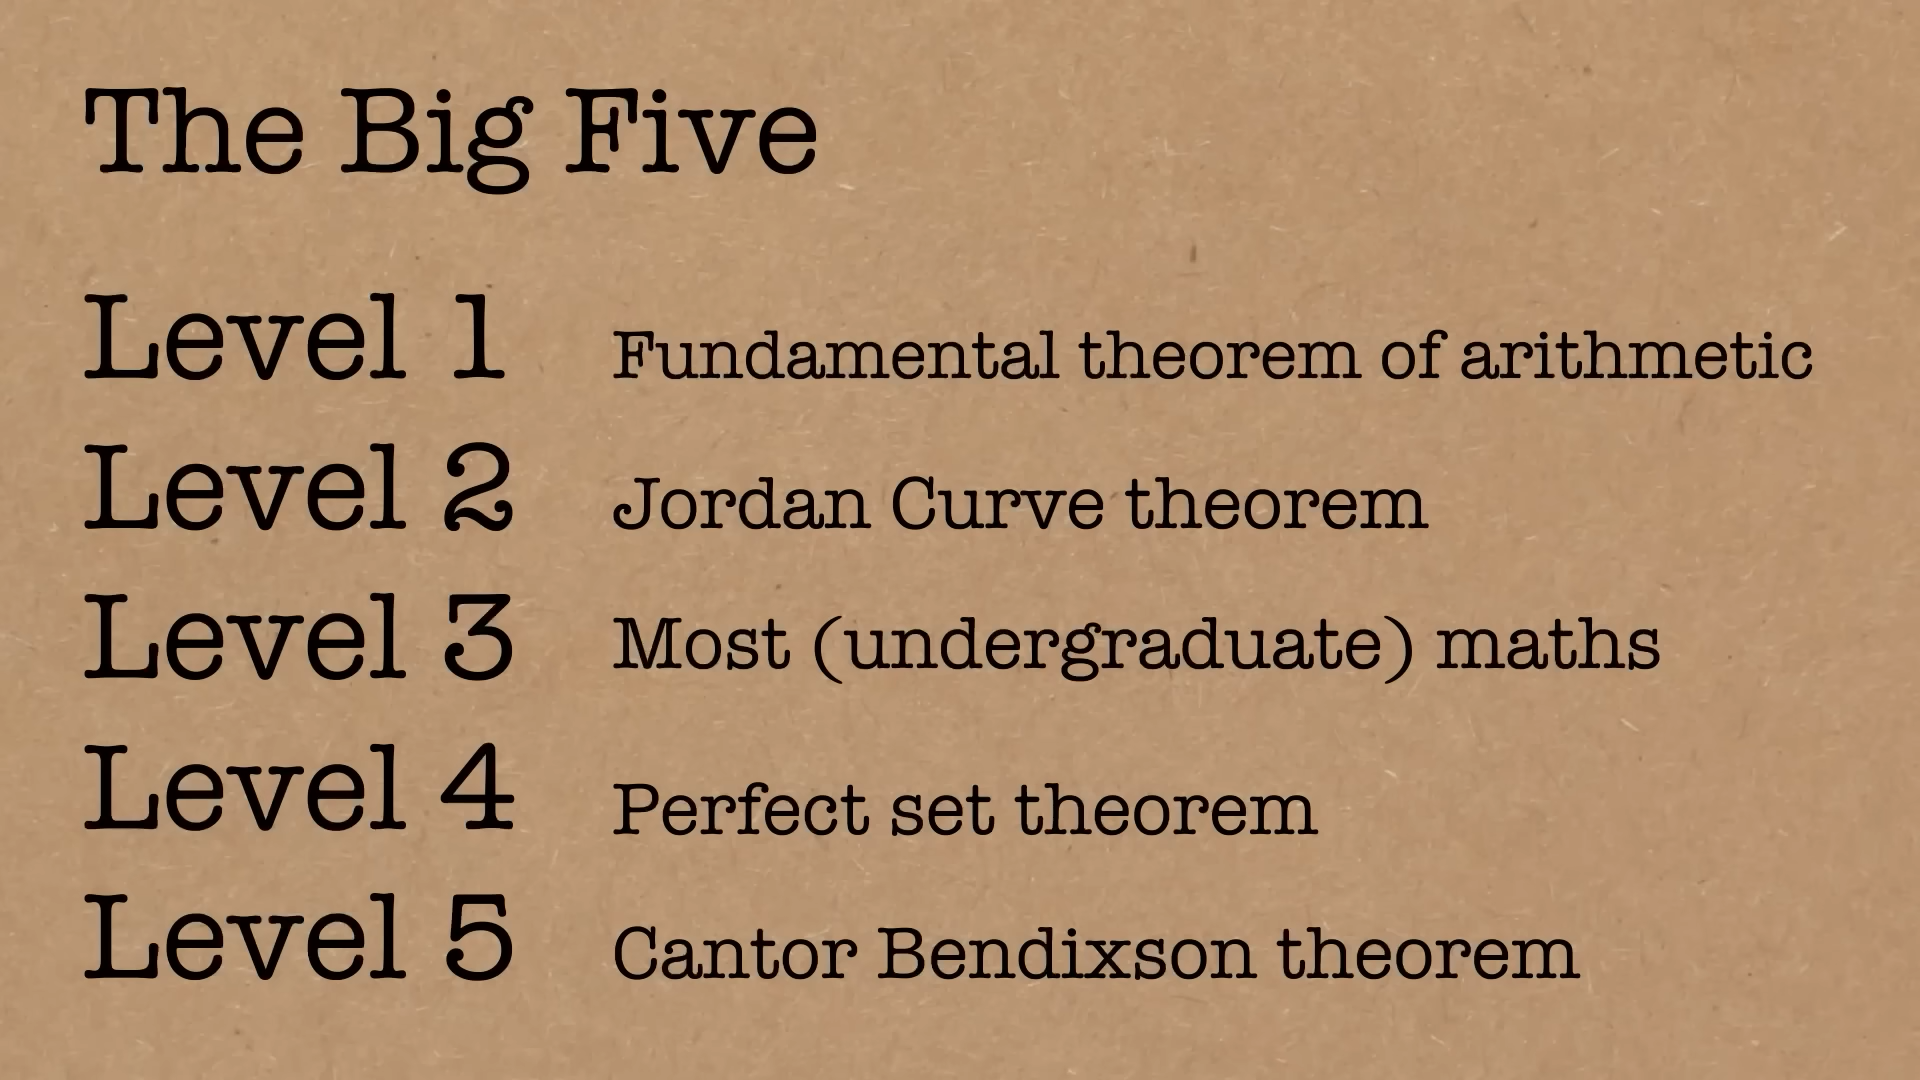 The Big Five
Level 1 Fundamental theorem of arithmetic
Level 2 Jordan Curve theorem
Level 3 Most (undergraduate) maths
Level 4 Perfect set theorem
Level 5 Cantor Bendixson theorem